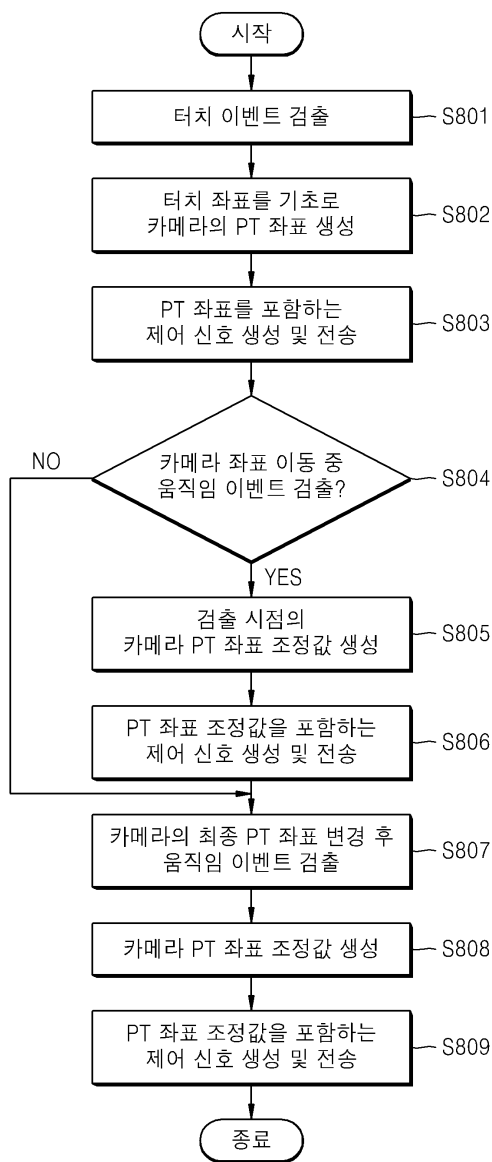 시작
터치 이벤트 검출
S801
터치 좌표를 기초로
카메라의 PT 좌표 생성
S802
PT 좌표를 포함하는
제어 신호 생성 및 전송
S803
카메라 좌표 이동 중
움직임 이벤트 검출?
S804
NO
YES
검출 시점의
카메라 PT 좌표 조정값 생성
S805
PT 좌표 조정값을 포함하는
제어 신호 생성 및 전송
S806
카메라의 최종 PT 좌표 변경 후
움직임 이벤트 검출
S807
카메라 PT 좌표 조정값 생성
S808
PT 좌표 조정값을 포함하는
제어 신호 생성 및 전송
S809
종료